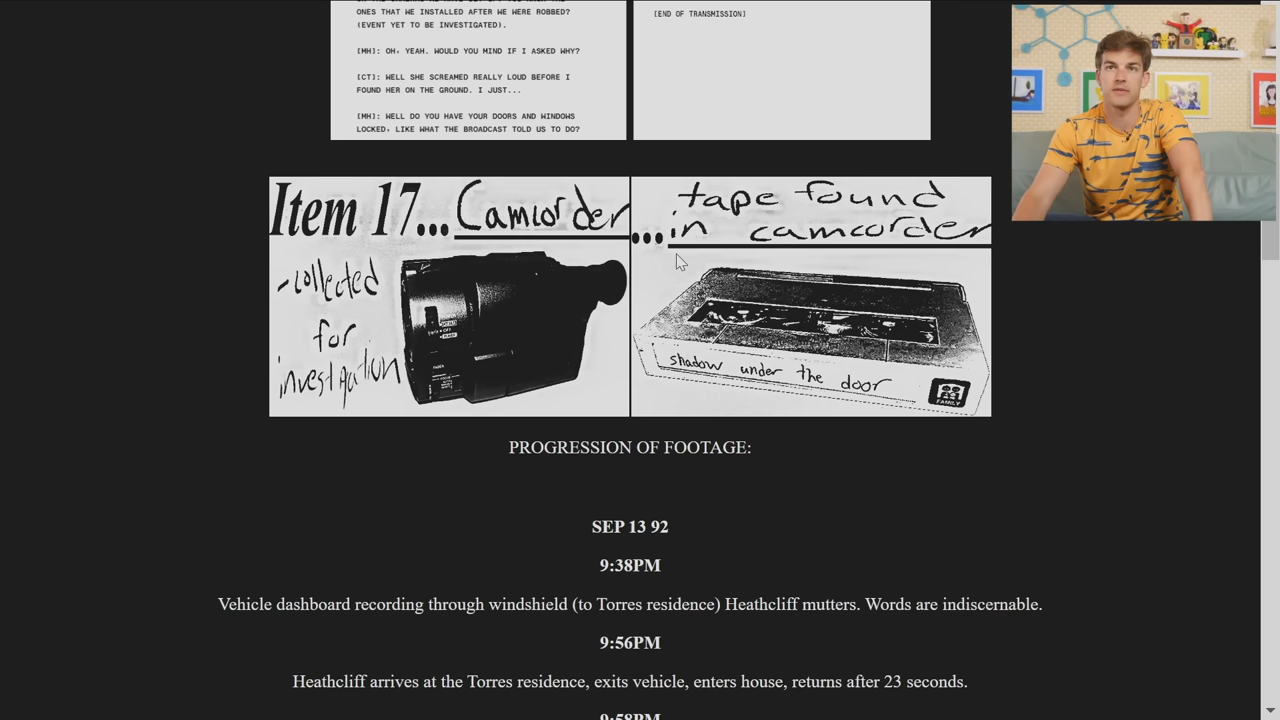 ONES THAT WE INSTALLED AFTER WE WERE ROBBED?
(EVENT YET TO BE INVESTIGATED).
[MH]: OH, YEAH. WOULD YOU MIND IF I ASKED WHY?
[CT]: WELL SHE SCREAMED REALLY LOUD BEFORE I
FOUND HER ON THE GROUND. I JUST...
[MH]: WELL DO YOU HAVE YOUR DOORS AND WINDOWS
LOCKED, LIKE WHAT THE BROADCAST TOLD US TO DO?
[END OF TRANSMISSION]
Item 17... Camcorder
-collected
for
investigation
tape found
...in camcorder
shadow under the door
FAMILY
PROGRESSION OF FOOTAGE:
SEP 13 92
9:38PM
Vehicle dashboard recording through windshield (to Torres residence) Heathcliff mutters. Words are indiscernable.
9:56PM
Heathcliff arrives at the Torres residence, exits vehicle, enters house, returns after 23 seconds.
9:58PM